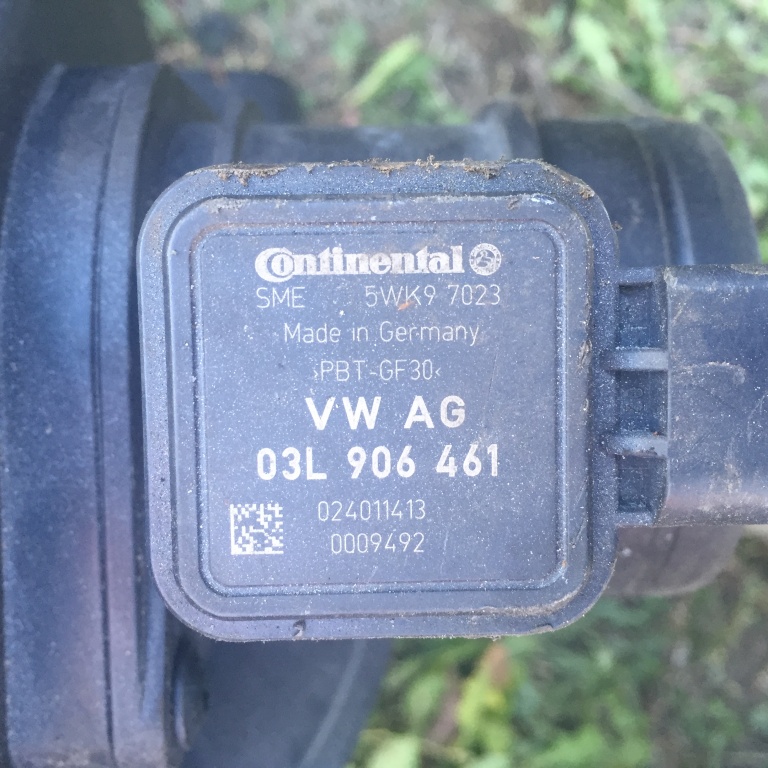 Continental
SME 5WK9 7023
Made in Germany
›PBT-GF30‹
VW AG
03L 906 461
024011413
0009492